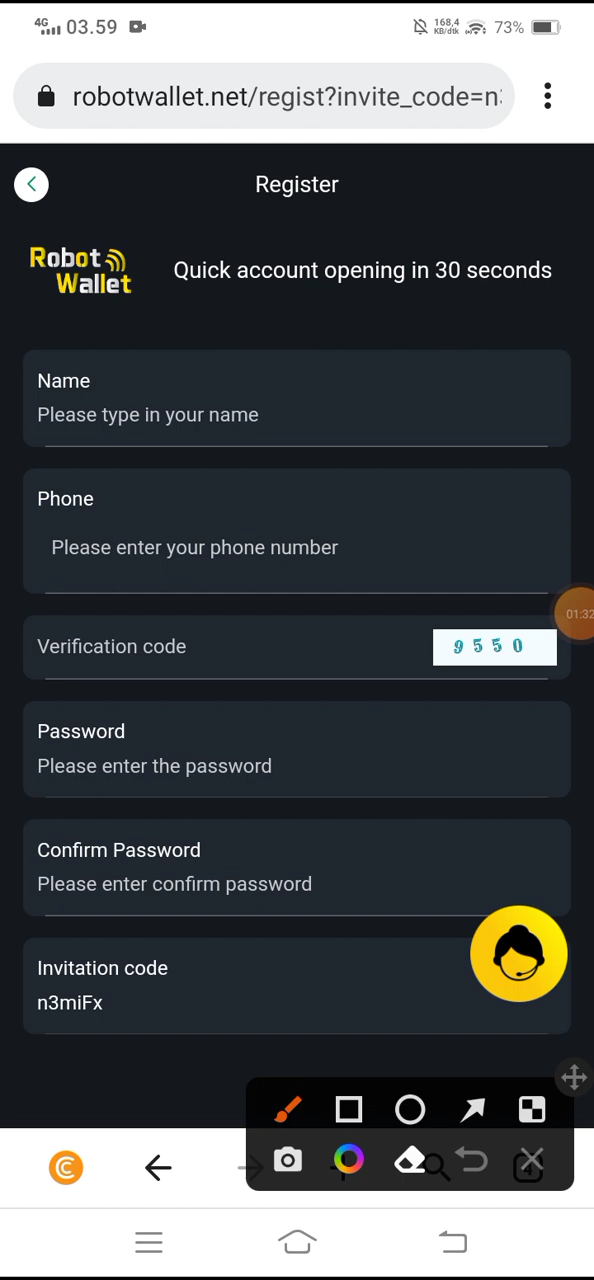 4G 03.59 168,4 KB/dtk 73%
robotwallet.net/regist?invite_code=n
Register
Robot
Wallet
Quick account opening in 30 seconds
Name
Please type in your name
Phone
Please enter your phone number
01:32
Verification code 9550
Password
Please enter the password
Confirm Password
Please enter confirm password
Invitation code
n3miFx